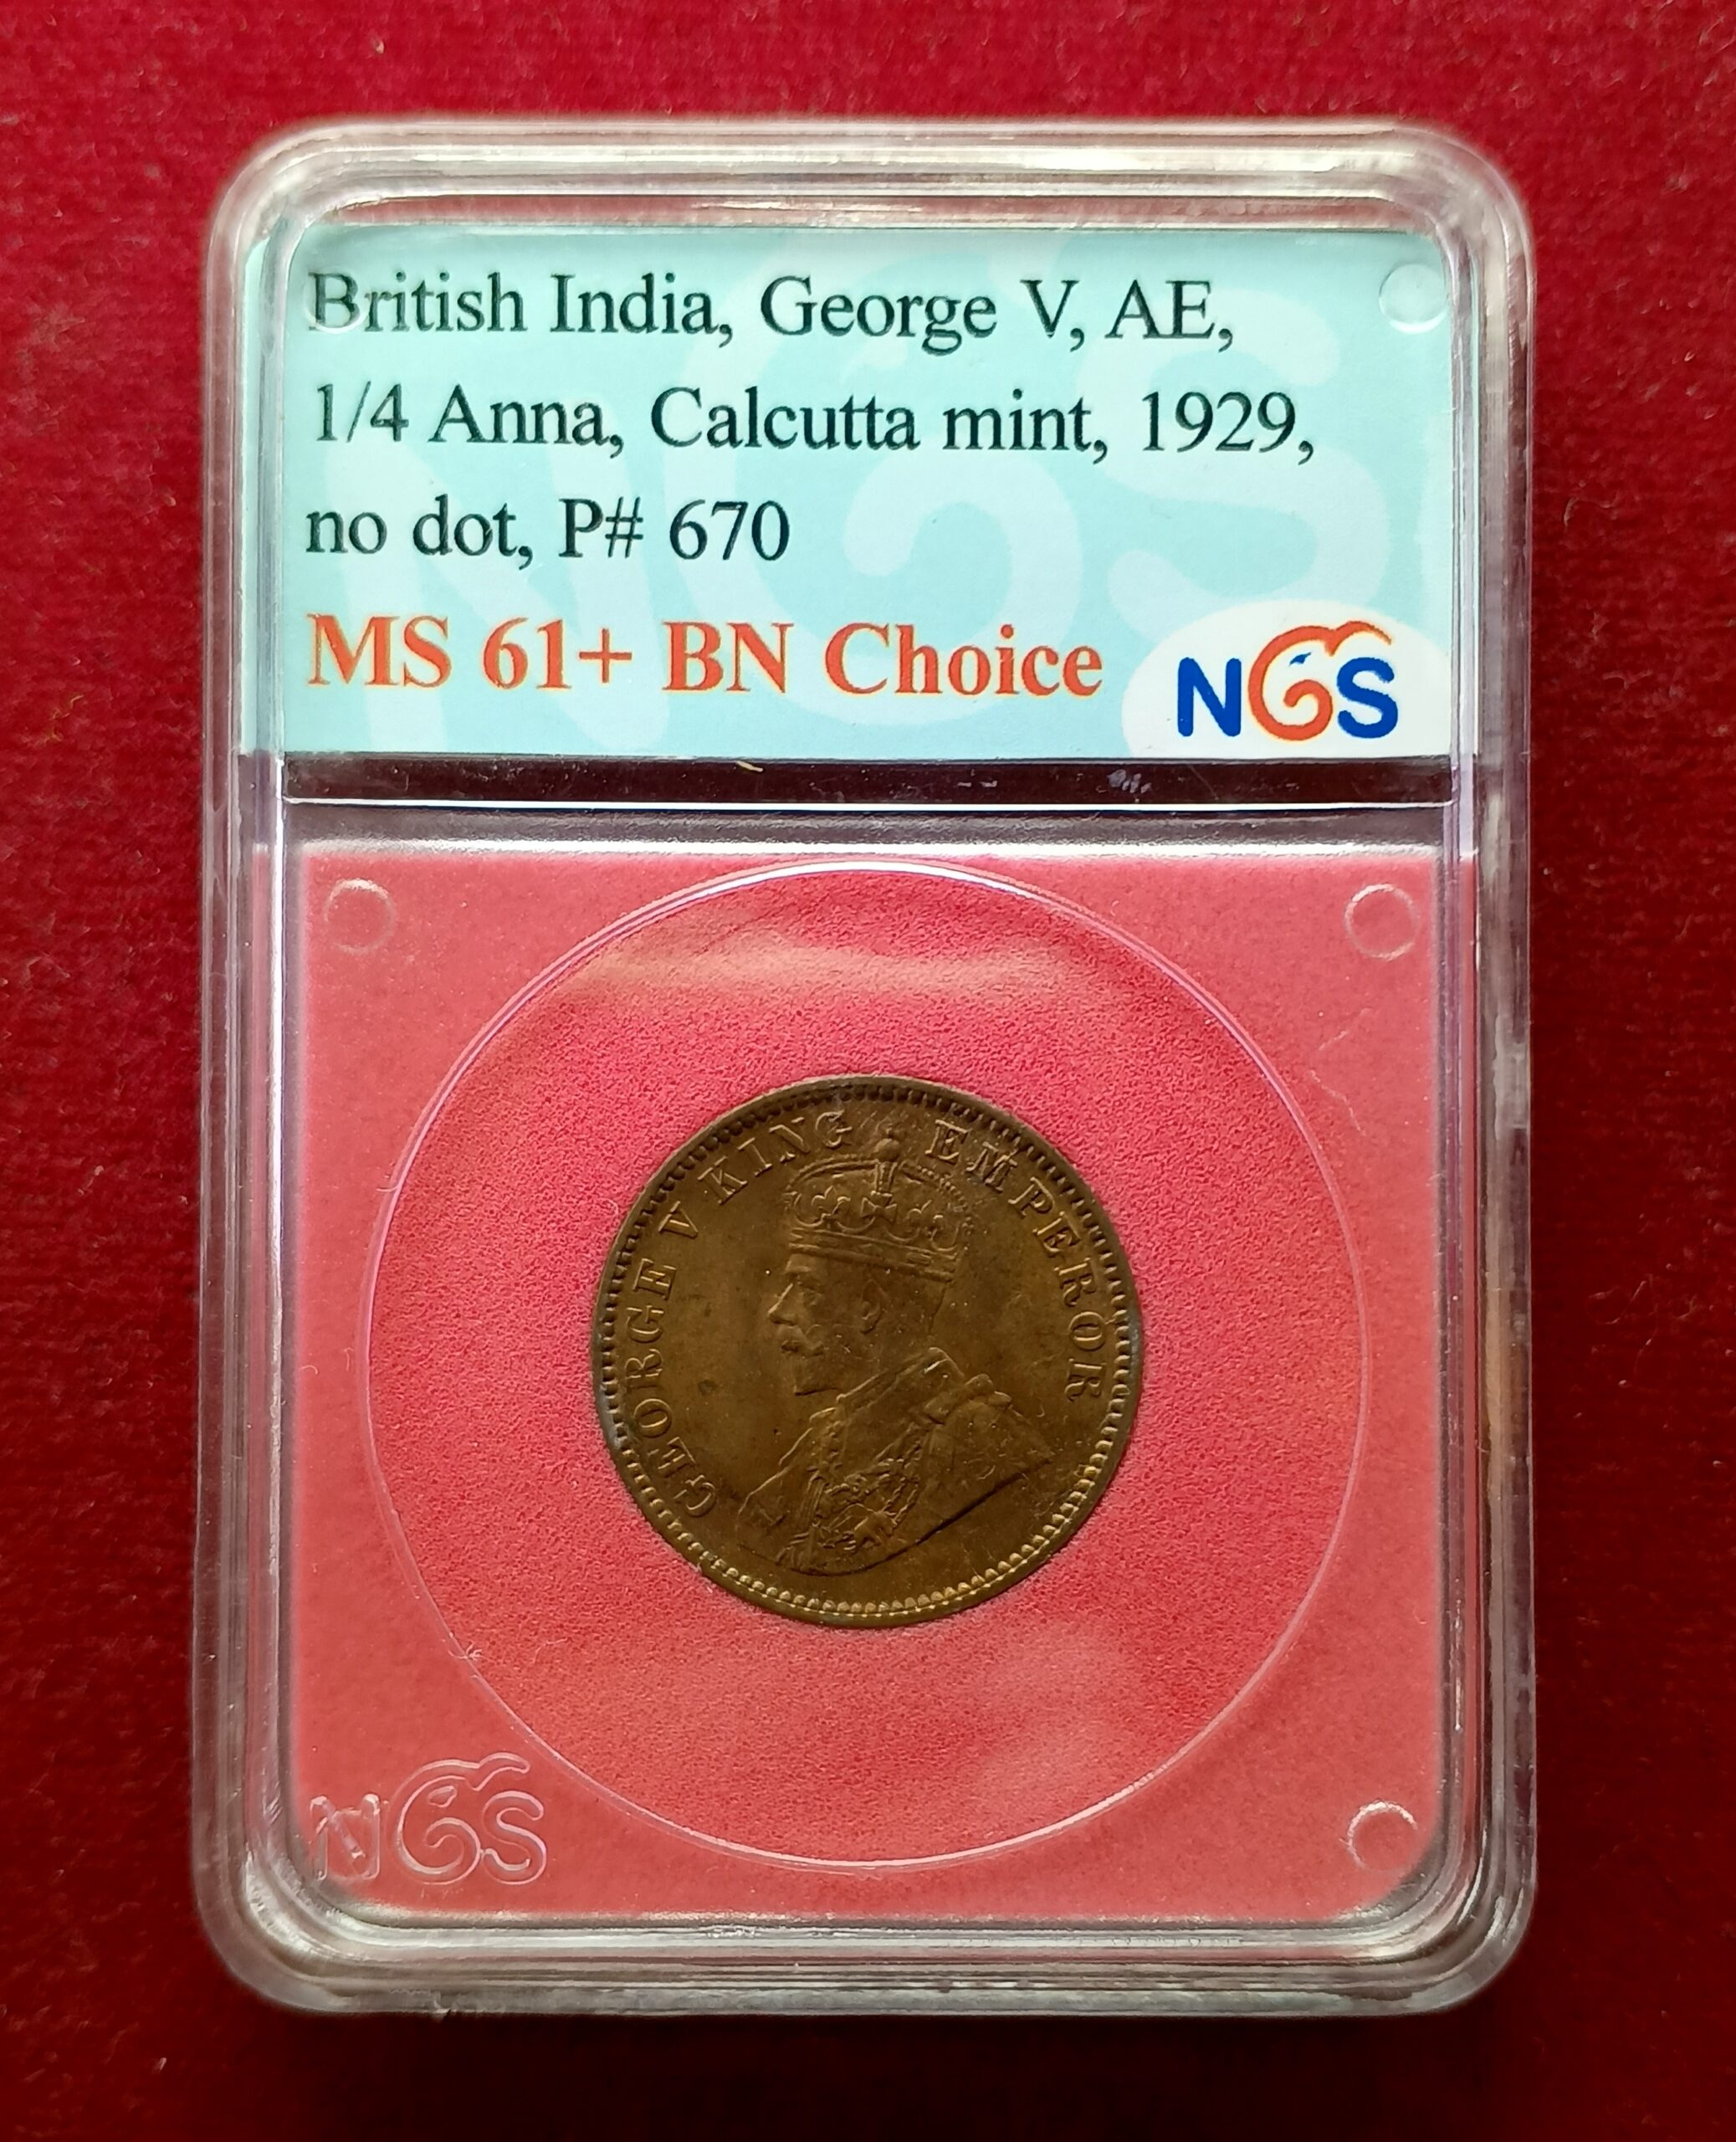 British India, George V, AE,
1/4 Anna, Calcutta mint, 1929,
no dot, P# 670
MS 61+ BN Choice
NGS
GEORGE V KING EMPEROR
NGS